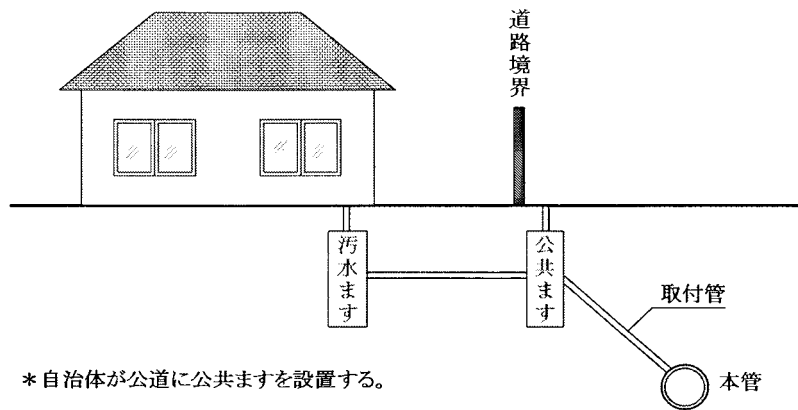 道路境界
汚水ます
公共ます
取付管
本管
*自治体が公道に公共ますを設置する。